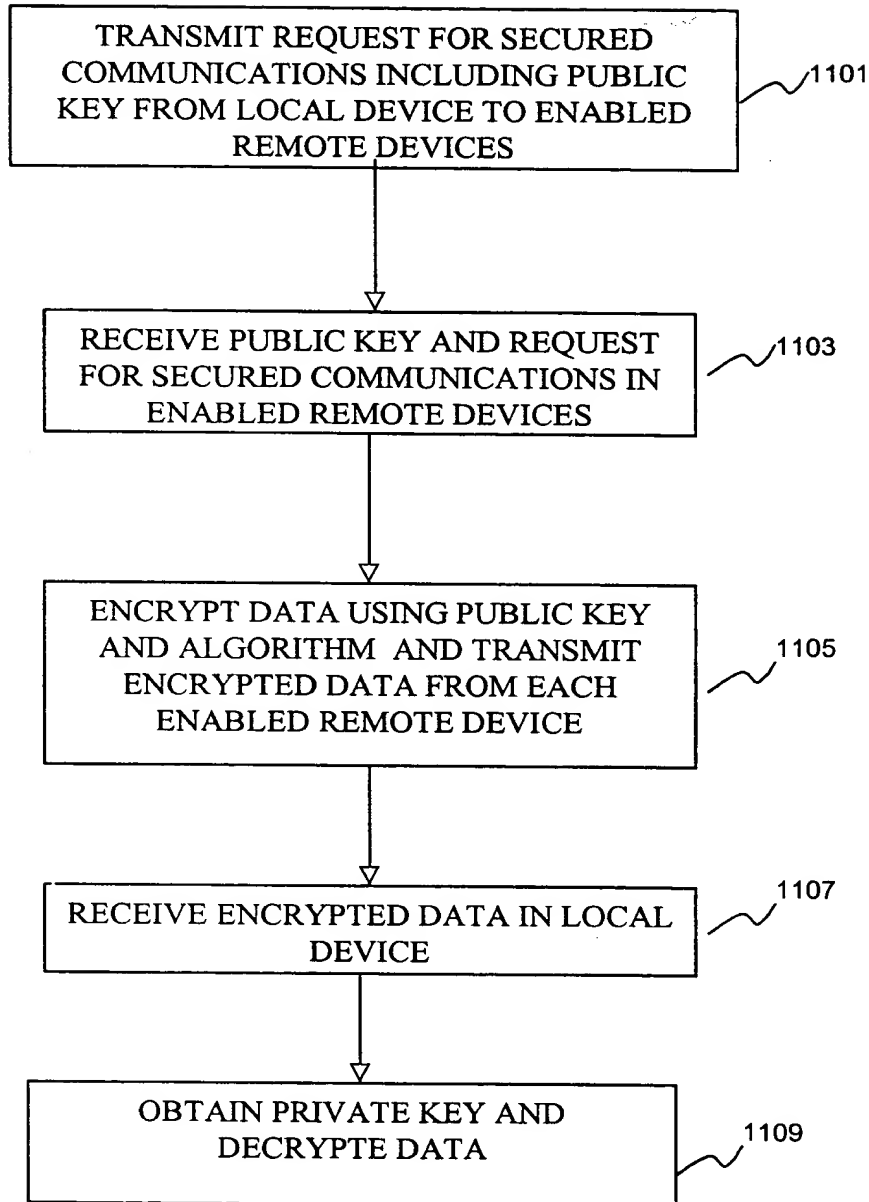 TRANSMIT REQUEST FOR SECURED
COMMUNICATIONS INCLUDING PUBLIC
KEY FROM LOCAL DEVICE TO ENABLED
REMOTE DEVICES
1101
RECEIVE PUBLIC KEY AND REQUEST
FOR SECURED COMMUNICATIONS IN
ENABLED REMOTE DEVICES
1103
ENCRYPT DATA USING PUBLIC KEY
AND ALGORITHM AND TRANSMIT
ENCRYPTED DATA FROM EACH
ENABLED REMOTE DEVICE
1105
RECEIVE ENCRYPTED DATA IN LOCAL
DEVICE
1107
OBTAIN PRIVATE KEY AND
DECRYPTE DATA
1109